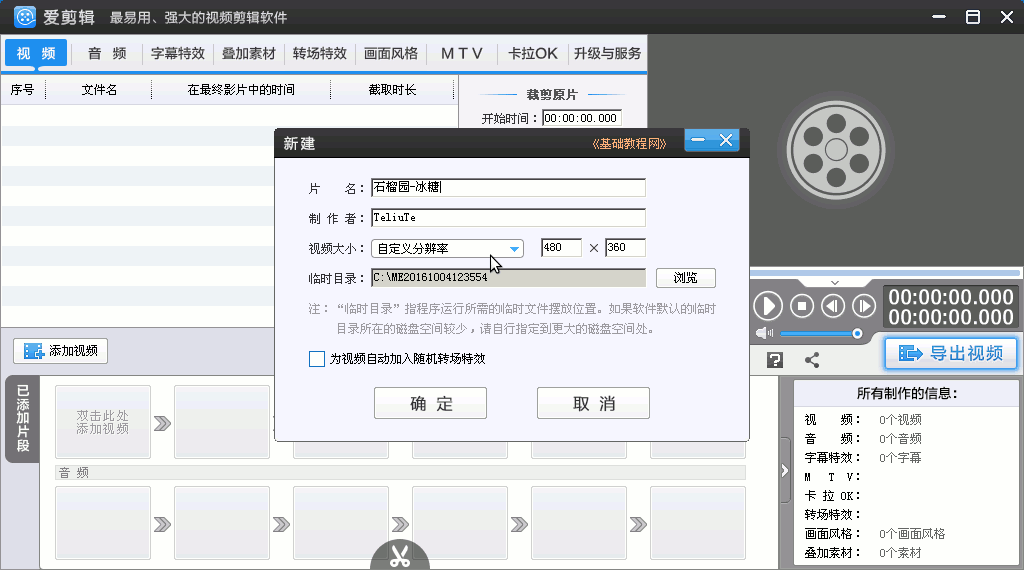 爱剪辑 最易用、强大的视频剪辑软件
视 频 音 频 字幕特效 叠加素材 转场特效 画面风格 M T V 卡拉OK 升级与服务
序号 文件名 在最终影片中的时间 截取时长
裁剪原片
开始时间：00:00:00.000
新建 《基础教程网》
片 名：石榴园-冰糖
制 作 者：TeliuTe
视频大小：自定义分辨率 480 × 360
临时目录：C:\ME20161004123554 浏览
注：“临时目录”指程序运行所需的临时文件摆放位置。如果软件默认的临时
目录所在的磁盘空间较少，请自行指定到更大的磁盘空间处。
为视频自动加入随机转场特效
确 定 取 消
00:00:00.000
00:00:00.000
添加视频
导出视频
已添加片段
双击此处
添加视频
音 频
所有制作的信息：
视 频： 0个视频
音 频： 0个音频
字幕特效： 0个字幕
M T V：
卡 拉 OK：
转场特效：
画面风格： 0个画面风格
叠加素材： 0个素材